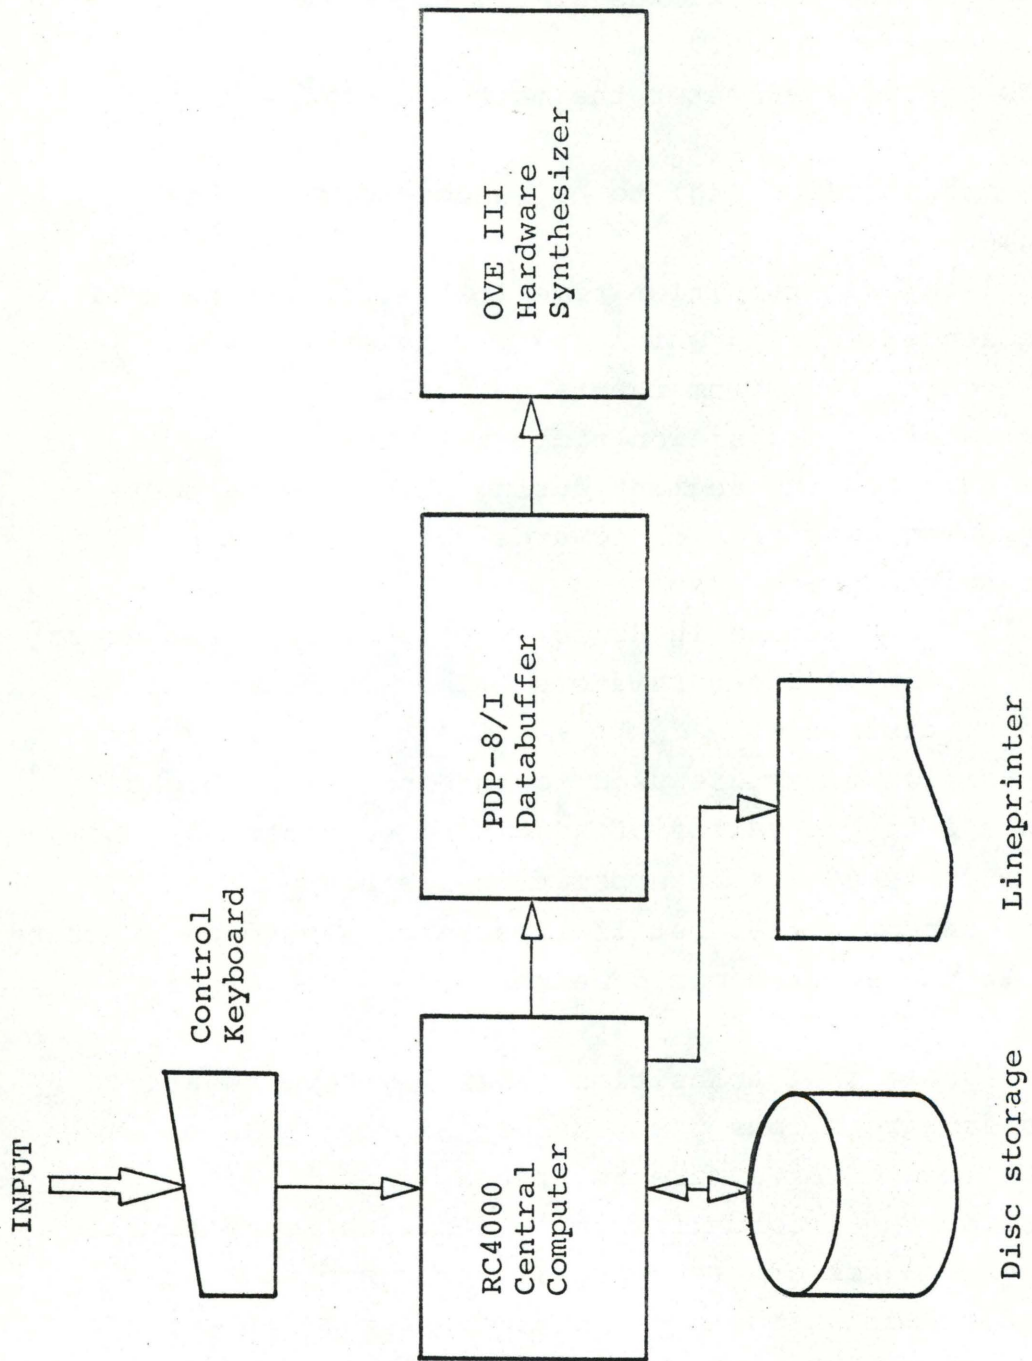 INPUT
Control
Keyboard
RC4000
Central
Computer
PDP-8/I
Databuffer
OVE III
Hardware
Synthesizer
Disc storage
Lineprinter